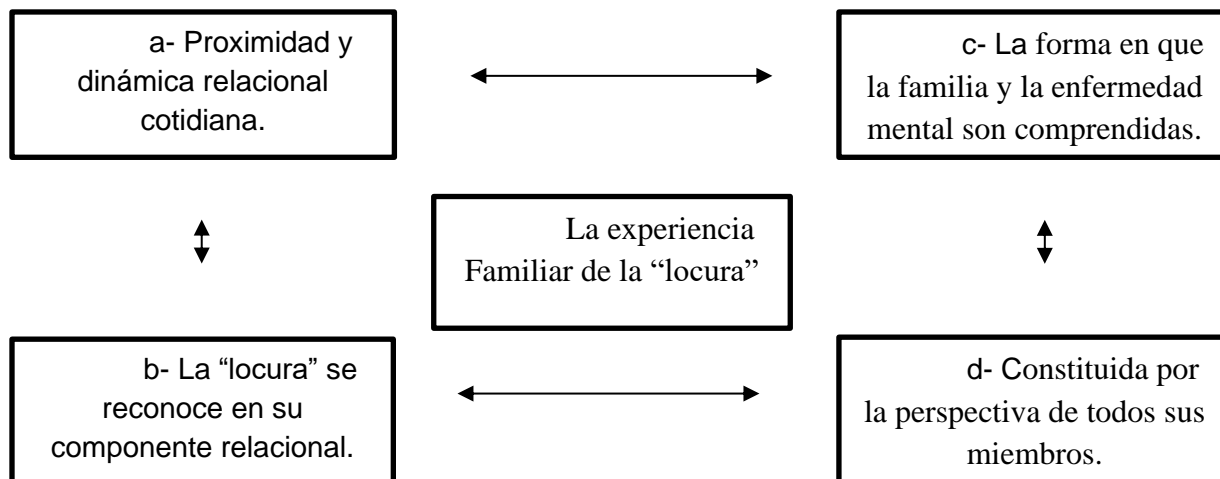 a- Proximidad y
dinámica relacional
cotidiana.
c- La forma en que
la familia y la enfermedad
mental son comprendidas.
La experiencia
Familiar de la “locura”
b- La “locura” se
reconoce en su
componente relacional.
d- Constituida por
la perspectiva de todos sus
miembros.